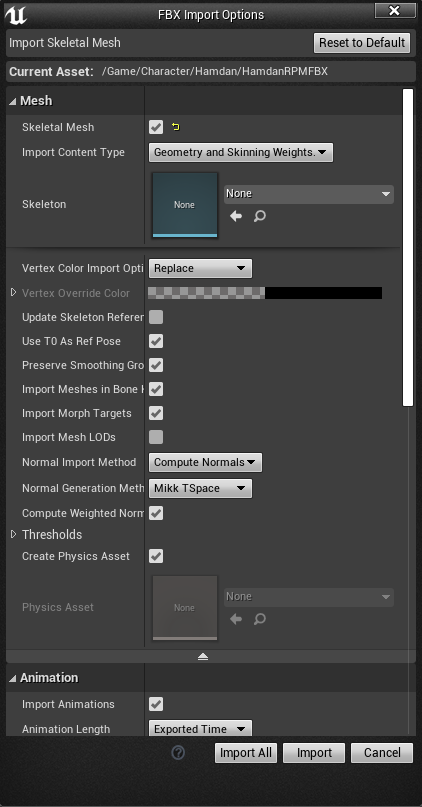 FBX Import Options
Import Skeletal Mesh
Reset to Default
Current Asset: /Game/Character/Hamdan/HamdanRPMFBX
Mesh
Skeletal Mesh
Import Content Type
Geometry and Skinning Weights.
Skeleton
None
None
Vertex Color Import Opti
Replace
Vertex Override Color
Update Skeleton Referer
Use T0 As Ref Pose
Preserve Smoothing Gro
Import Meshes in Bone H
Import Morph Targets
Import Mesh LODs
Normal Import Method
Compute Normals
Normal Generation Meth
Mikk TSpace
Compute Weighted Norm
Thresholds
Create Physics Asset
Physics Asset
None
None
Animation
Import Animations
Animation Length
Exported Time
?
Import All
Import
Cancel